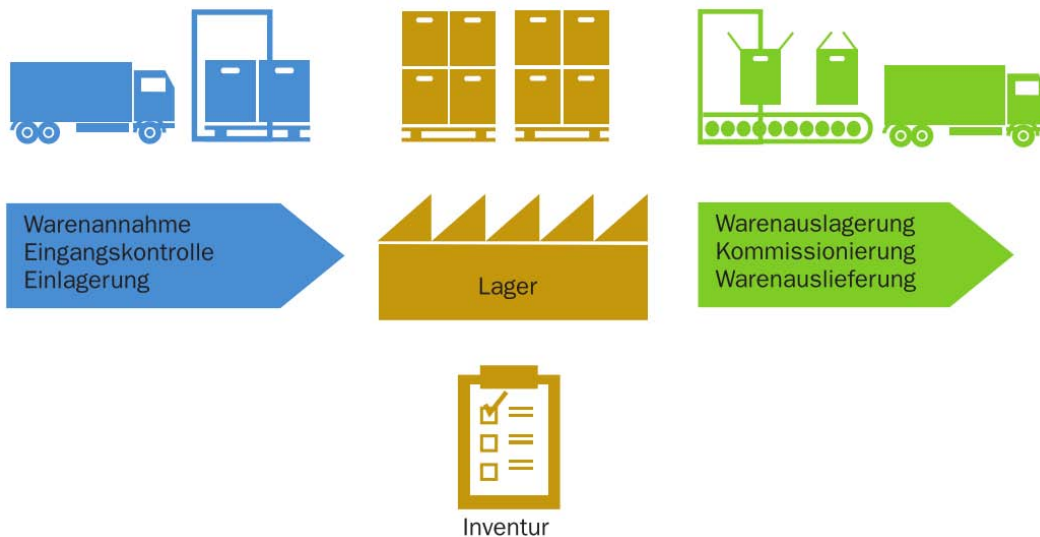 Warenannahme
Eingangskontrolle
Einlagerung
Lager
Warenauslagerung
Kommissionierung
Warenauslieferung
Inventur